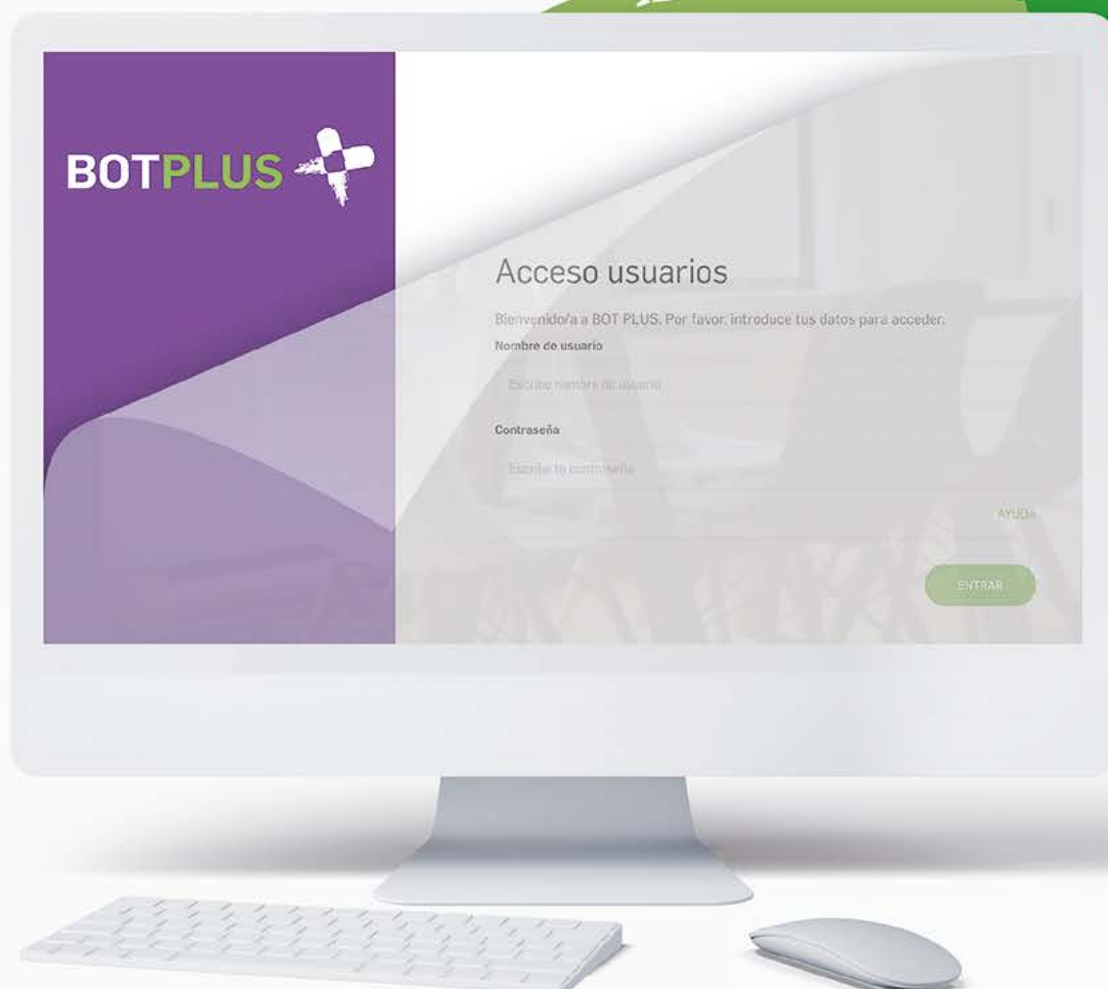 BOTPLUS
Acceso usuarios
Bienvenido/a a BOT PLUS. Por favor, introduce tus datos para acceder.
Nombre de usuario
Escribe nombre de usuario
Contraseña
Escribe tu contraseña
AYUDA
ENTRAR